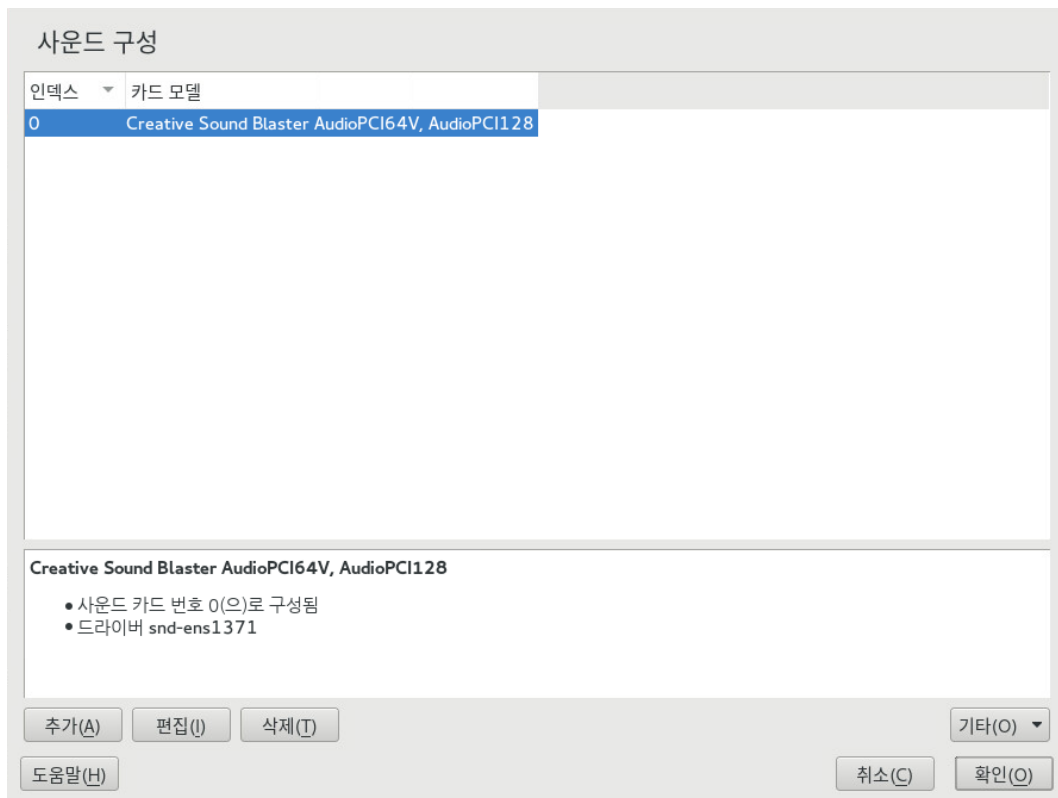 사운드 구성
인덱스 카드 모델
0 Creative Sound Blaster AudioPCI64V, AudioPCI128
Creative Sound Blaster AudioPCI64V, AudioPCI128
• 사운드 카드 번호 0(으)로 구성됨
• 드라이버 snd-ens1371
추가(A) 편집(I) 삭제(T) 기타(O)
도움말(H) 취소(C) 확인(O)